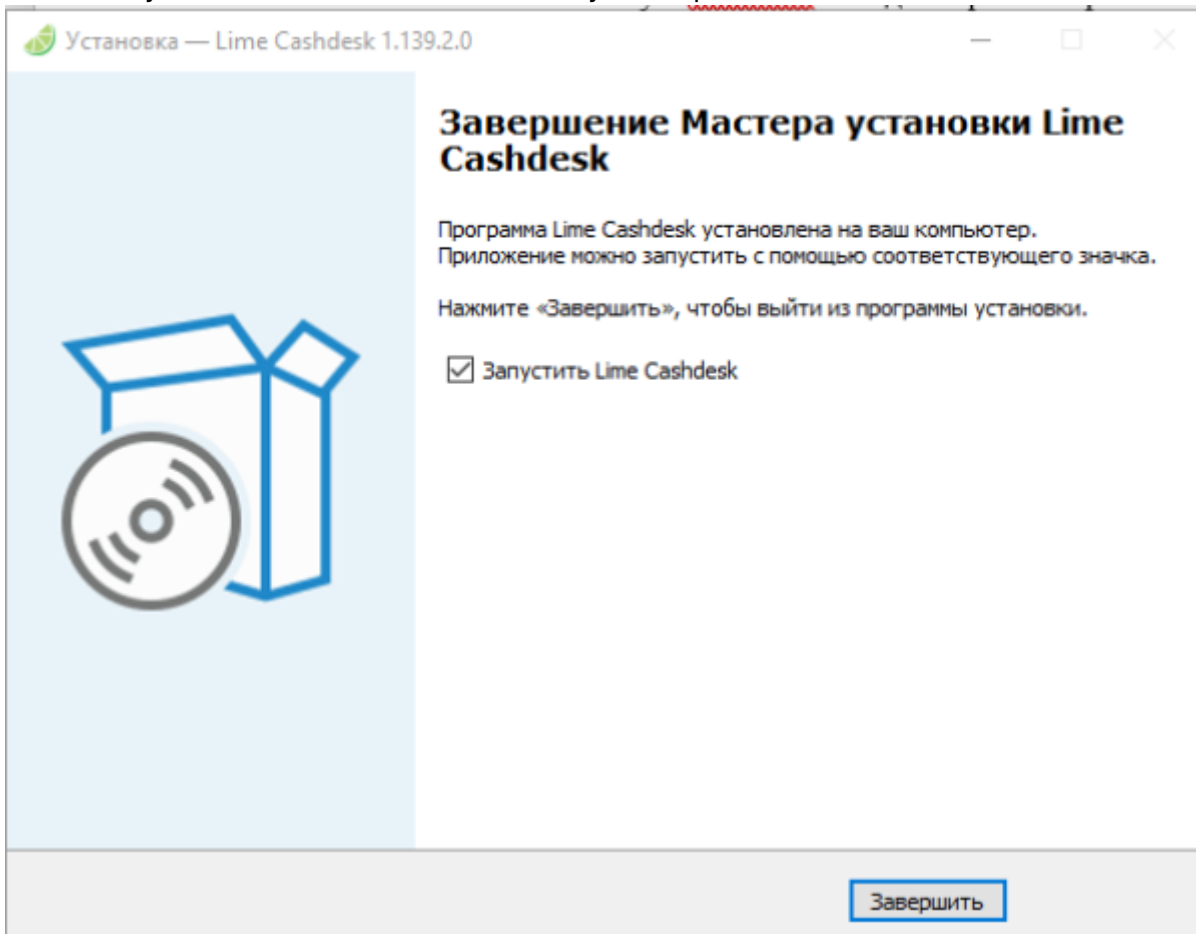 Установка — Lime Cashdesk 1.139.2.0
Завершение Мастера установки Lime
Cashdesk
Программа Lime Cashdesk установлена на ваш компьютер.
Приложение можно запустить с помощью соответствующего значка.
Нажмите «Завершить», чтобы выйти из программы установки.
Запустить Lime Cashdesk
Завершить